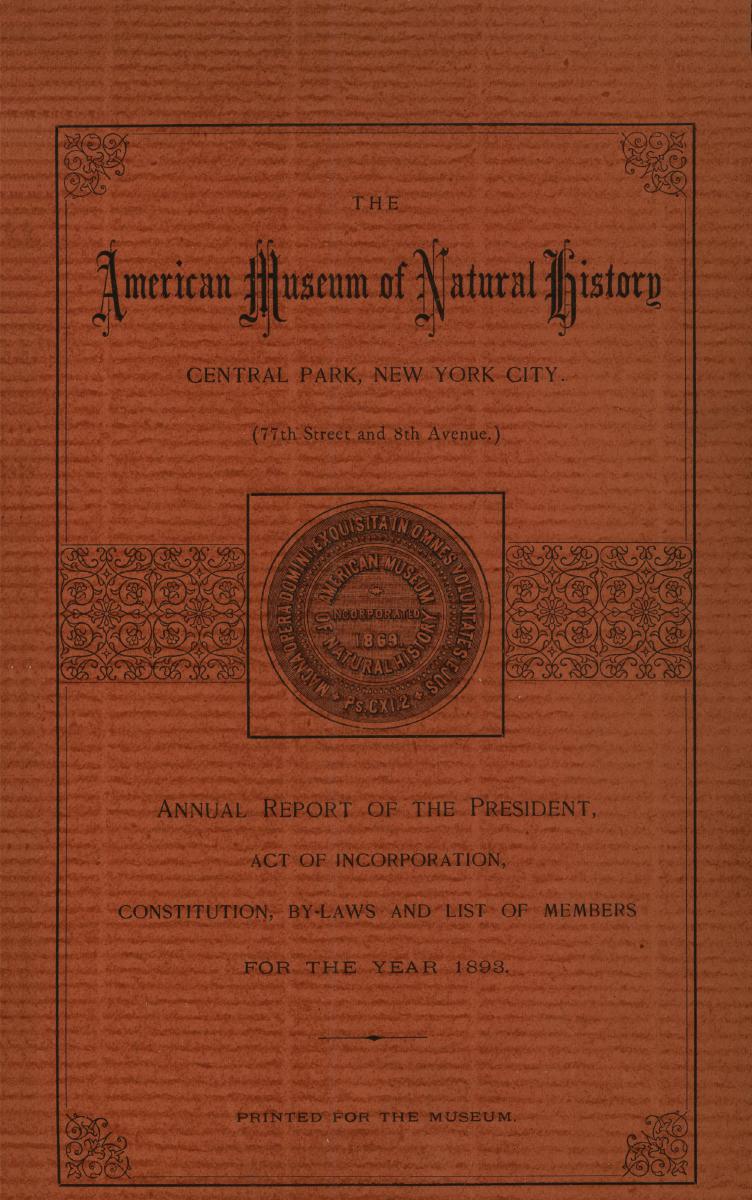 THE
American Museum of Natural History
CENTRAL PARK, NEW YORK CITY.
(77th Street and 8th Avenue.)
MAGNA OPERA DOMINI: EXQUISITA IN OMNES VOLUNTATES EJUS
Ps. CXI.2
AMERICAN MUSEUM
INCORPORATED
1869.
OF NATURAL HISTORY
ANNUAL REPORT OF THE PRESIDENT,
ACT OF INCORPORATION,
CONSTITUTION, BY-LAWS AND LIST OF MEMBERS
FOR THE YEAR 1893.
PRINTED FOR THE MUSEUM.